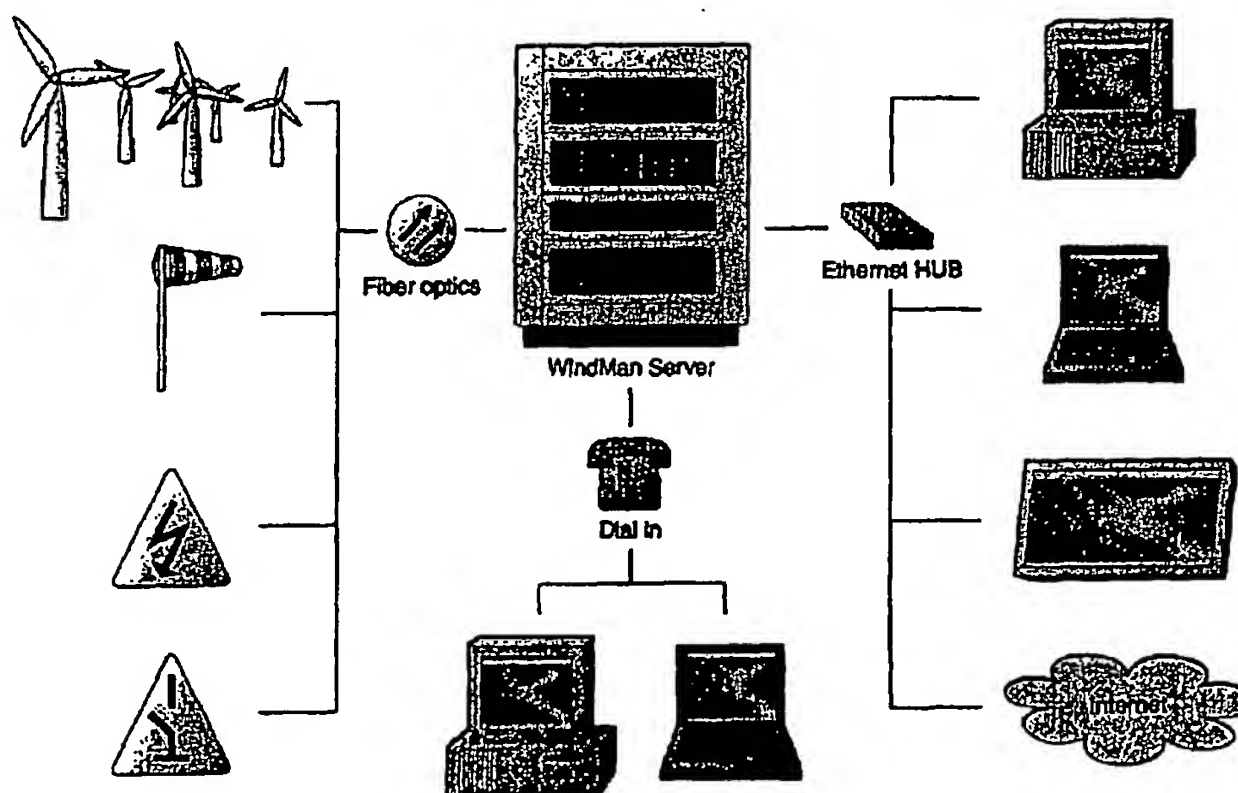 Fiber optics
Ethernet HUB
WindMan Server
Dial In
Internet